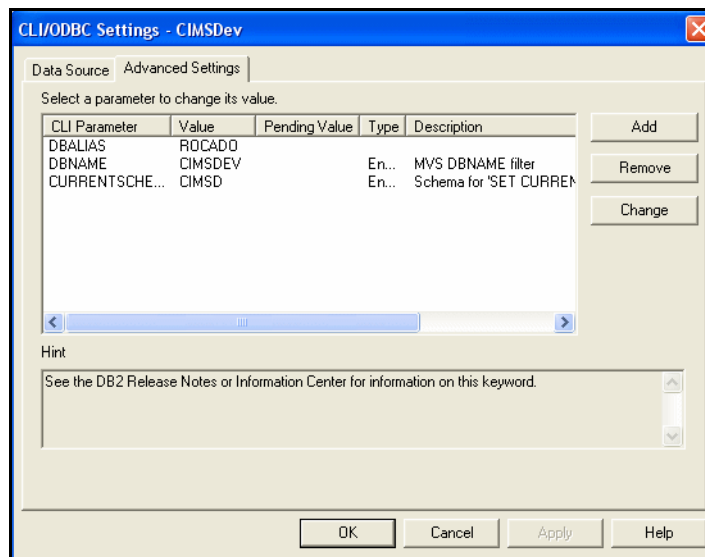 CLI/ODBC Settings - CIMSDev
Data Source Advanced Settings
Select a parameter to change its value.
CLI Parameter Value Pending Value Type Description
DBALIAS ROCADO
DBNAME CIMSDEV En... MVS DBNAME filter
CURRENTSCHE... CIMSD En... Schema for 'SET CURREN
Add
Remove
Change
Hint
See the DB2 Release Notes or Information Center for information on this keyword.
OK Cancel Apply Help